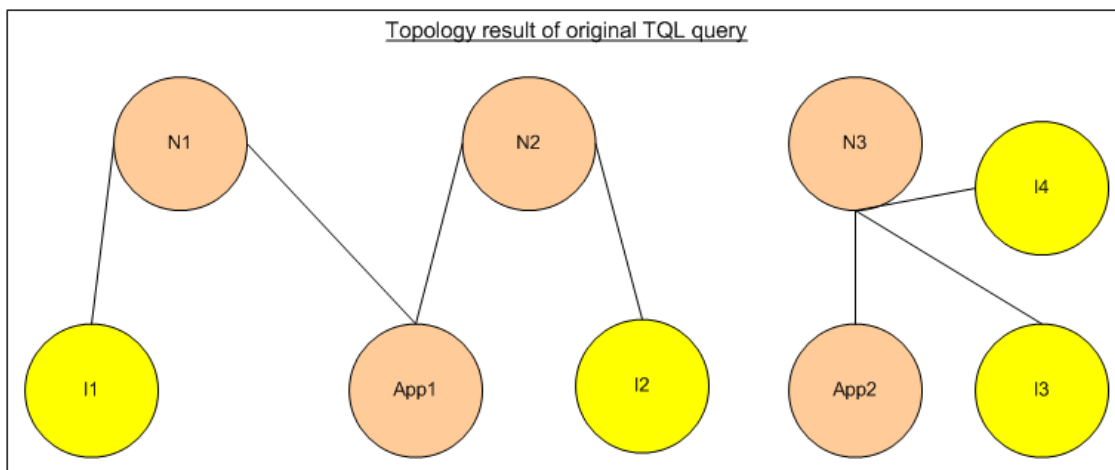 Topology result of original TQL query
N1
N2
N3
I4
I1
App1
I2
App2
I3